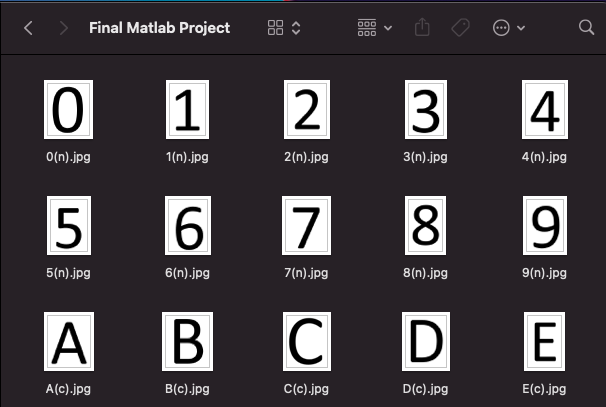 Final Matlab Project
0 1 2 3 4
0(n).jpg 1(n).jpg 2(n).jpg 3(n).jpg 4(n).jpg
5 6 7 8 9
5(n).jpg 6(n).jpg 7(n).jpg 8(n).jpg 9(n).jpg
A B C D E
A(c).jpg B(c).jpg C(c).jpg D(c).jpg E(c).jpg